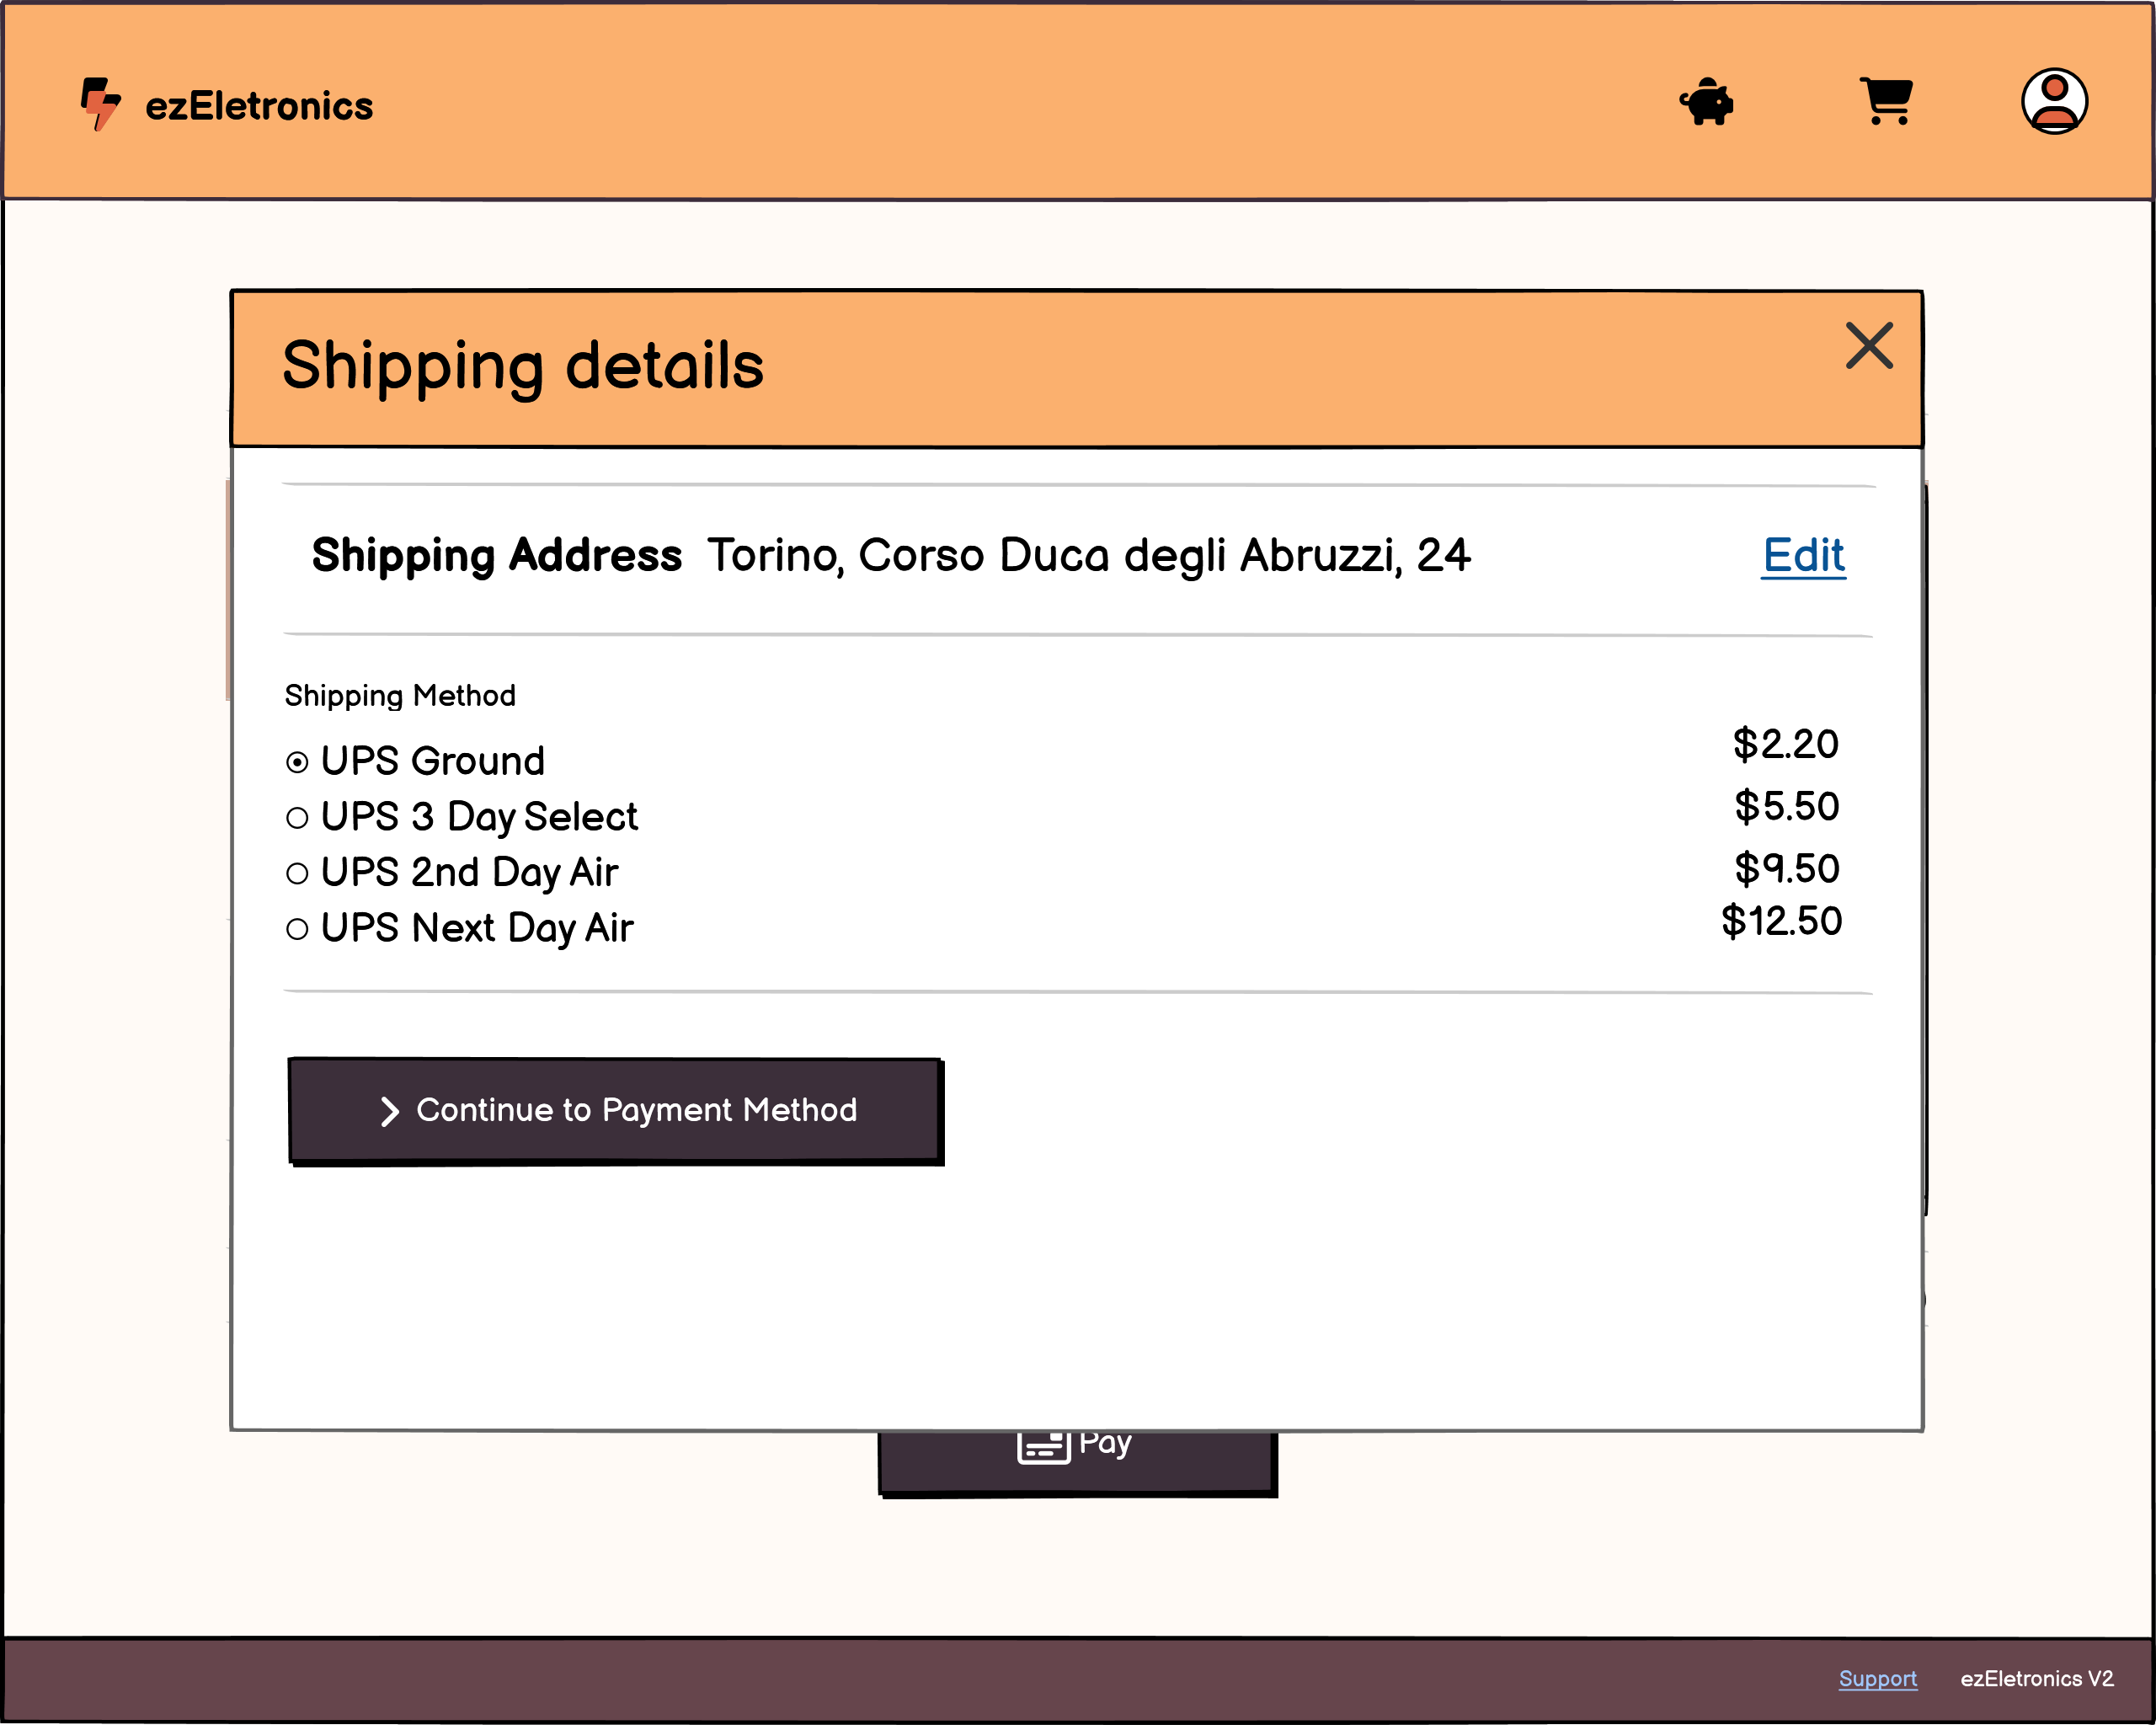 ezEletronics
Shipping details
Shipping Address Torino, Corso Duca degli Abruzzi, 24 Edit
Shipping Method
UPS Ground $2.20
UPS 3 Day Select $5.50
UPS 2nd Day Air $9.50
UPS Next Day Air $12.50
Continue to Payment Method
Pay
Support ezEletronics V2